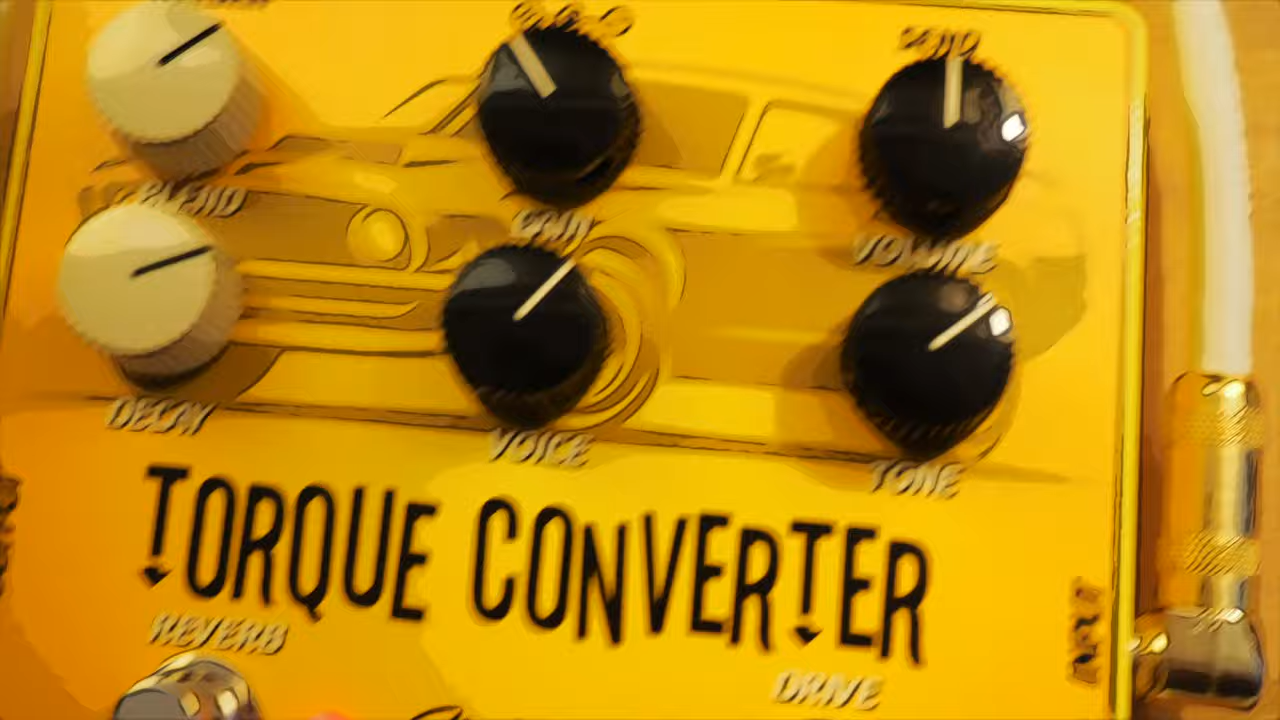 BLEND
GAIN
VOLUME
DECAY
VOICE
TONE
TORQUE CONVERTER
REVERB
DRIVE